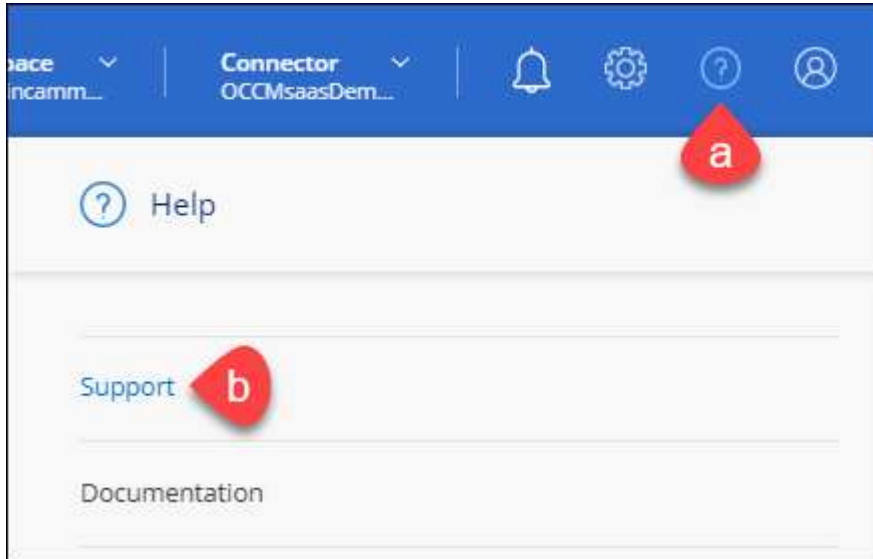 pace Connector
incamm... OCCMsaasDem...
a
? Help
Support b
Documentation